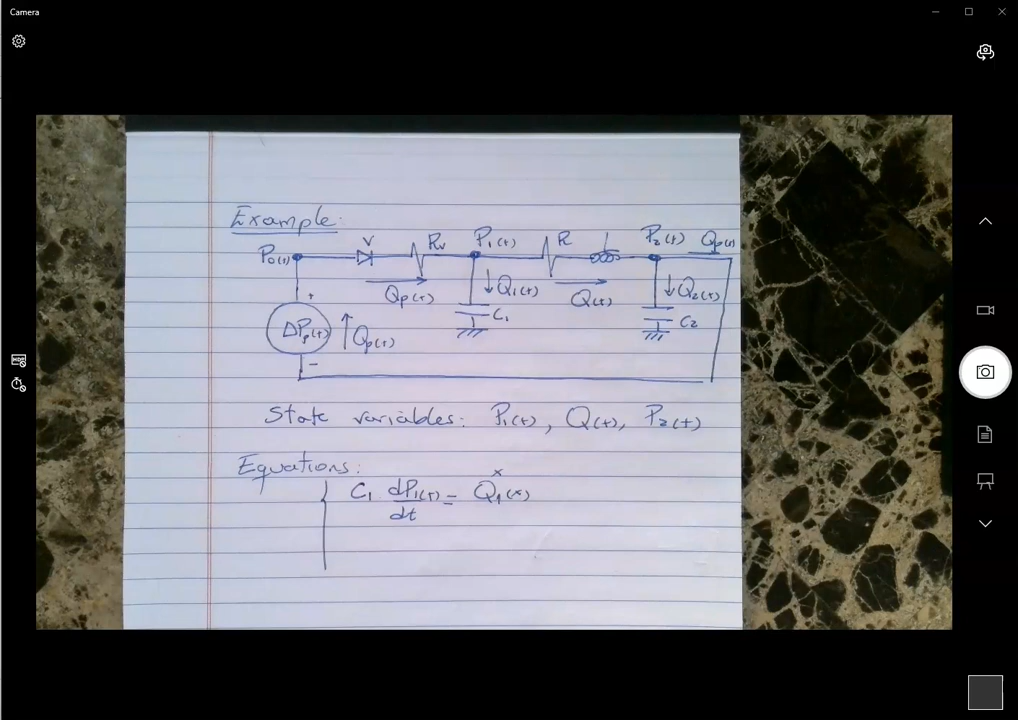 Camera
Example:
P0(t) V Rv P1(t) R L P2(t) Qp(t)
Qp(t) Q1(t) Q(t) Q2(t)
C1 C2
+
ΔPp(t) Qp(t)
-
State variables: P1(t), Q(t), P2(t)
Equations:
C1 dP1(t)/dt = Q1(t)
x